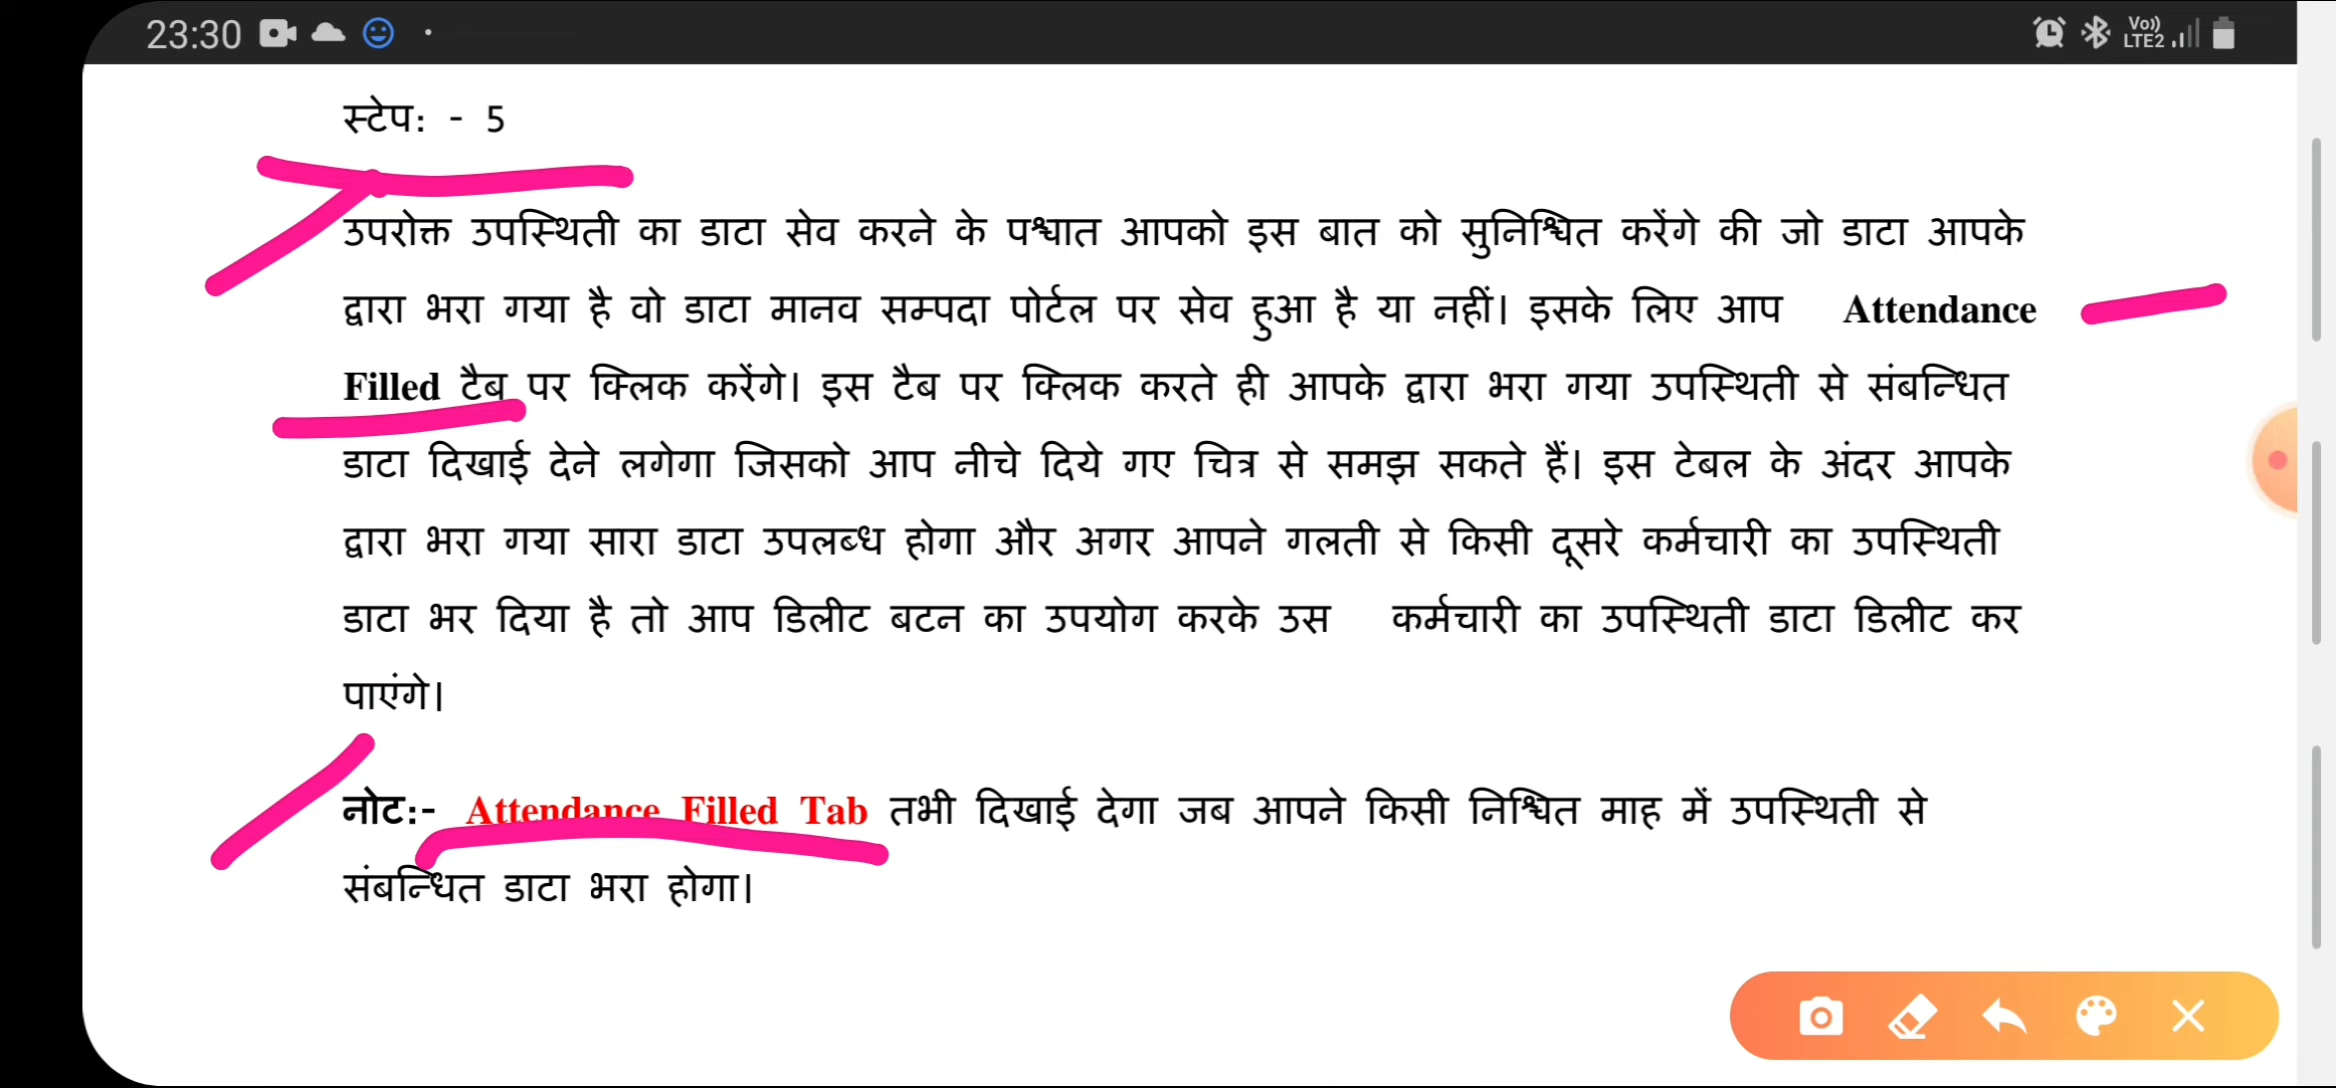 23:30
Vo)) LTE2
स्टेप: - 5
उपरोक्त उपस्थिती का डाटा सेव करने के पश्चात आपको इस बात को सुनिश्चित करेंगे की जो डाटा आपके
द्वारा भरा गया है वो डाटा मानव सम्पदा पोर्टल पर सेव हुआ है या नहीं। इसके लिए आप Attendance
Filled टैब पर क्लिक करेंगे। इस टैब पर क्लिक करते ही आपके द्वारा भरा गया उपस्थिती से संबन्धित
डाटा दिखाई देने लगेगा जिसको आप नीचे दिये गए चित्र से समझ सकते हैं। इस टेबल के अंदर आपके
द्वारा भरा गया सारा डाटा उपलब्ध होगा और अगर आपने गलती से किसी दूसरे कर्मचारी का उपस्थिती
डाटा भर दिया है तो आप डिलीट बटन का उपयोग करके उस कर्मचारी का उपस्थिती डाटा डिलीट कर
पाएंगे।
नोट:- Attendance Filled Tab तभी दिखाई देगा जब आपने किसी निश्चित माह में उपस्थिती से
संबन्धित डाटा भरा होगा।